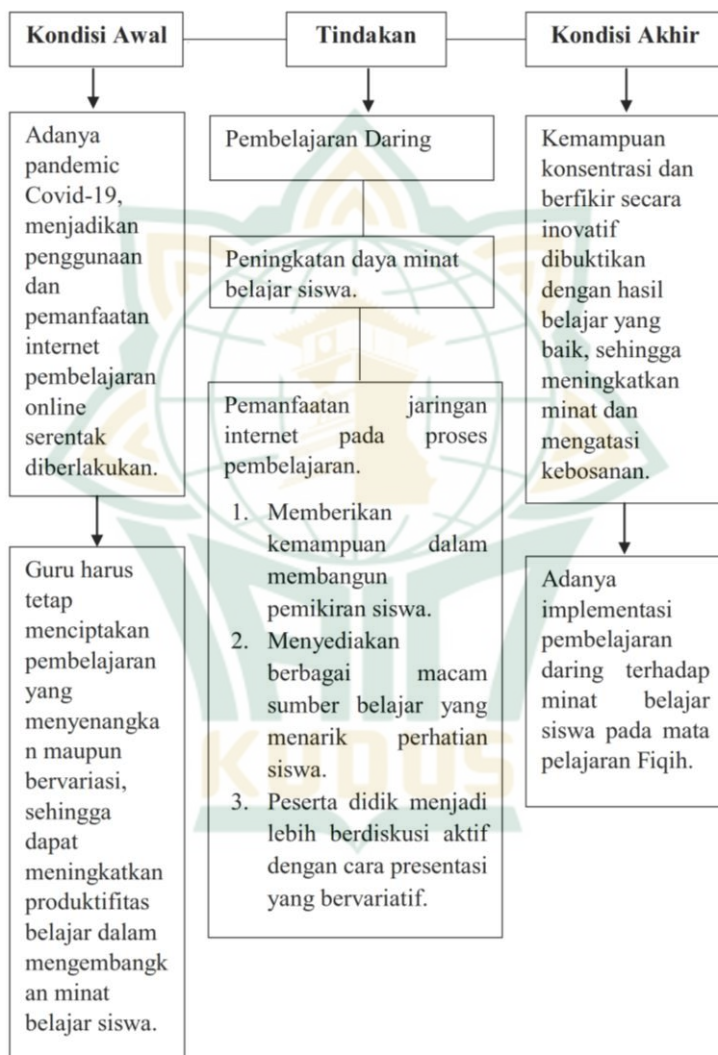 Kondisi Awal
Tindakan
Kondisi Akhir
Adanya
pandemic
Covid-19,
menjadikan
penggunaan
dan
pemanfaatan
internet
pembelajaran
online
serentak
diberlakukan.
Guru harus
tetap
menciptakan
pembelajaran
yang
menyenangka
n maupun
bervariasi,
sehingga
dapat
meningkatkan
produktifitas
belajar dalam
mengembangk
an minat
belajar siswa.
Pembelajaran Daring
Peningkatan daya minat
belajar siswa.
Pemanfaatan jaringan
internet pada proses
pembelajaran.
1. Memberikan
kemampuan dalam
membangun
pemikiran siswa.
2. Menyediakan
berbagai macam
sumber belajar yang
menarik perhatian
siswa.
3. Peserta didik menjadi
lebih berdiskusi aktif
dengan cara presentasi
yang bervariatif.
Kemampuan
konsentrasi dan
berfikir secara
inovatif
dibuktikan
dengan hasil
belajar yang
baik, sehingga
meningkatkan
minat dan
mengatasi
kebosanan.
Adanya
implementasi
pembelajaran
daring terhadap
minat belajar
siswa pada mata
pelajaran Fiqih.
IAIN
KUDUS